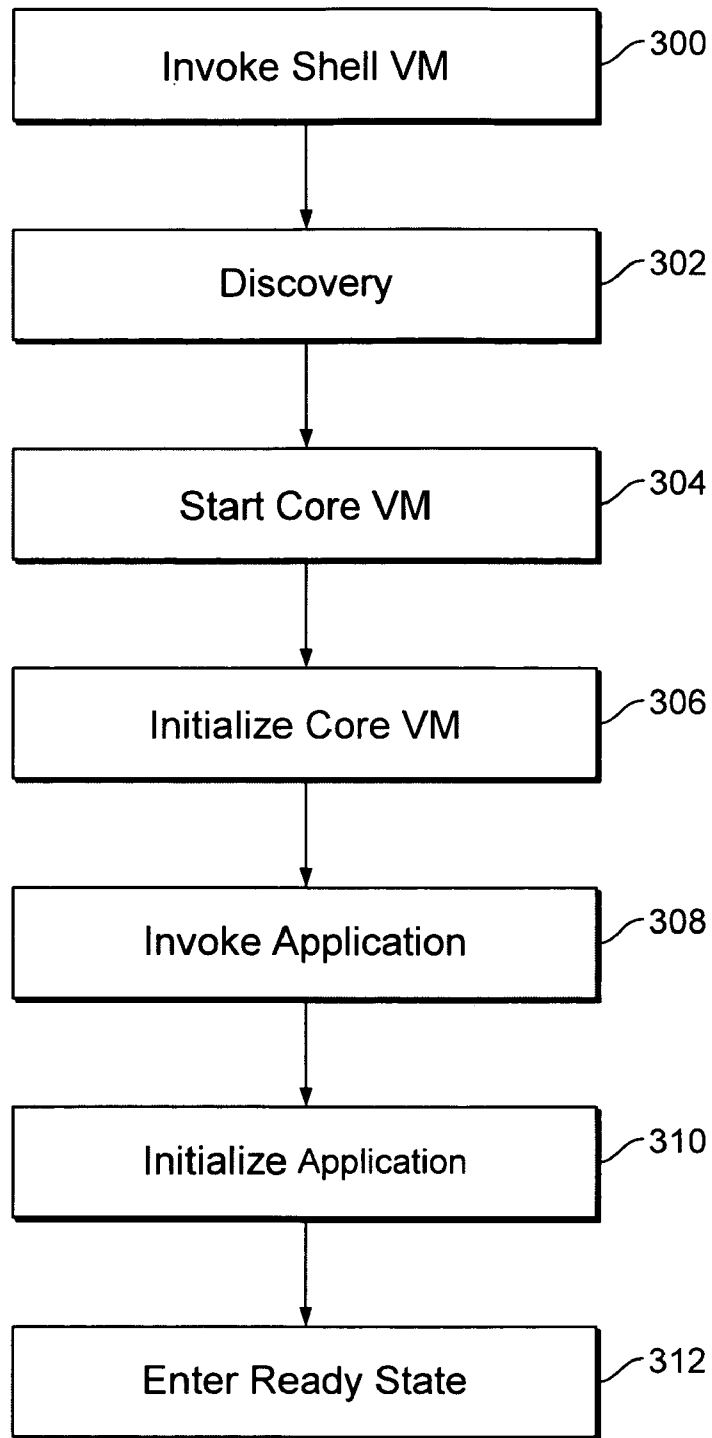 Invoke Shell VM
300
Discovery
302
Start Core VM
304
Initialize Core VM
306
Invoke Application
308
Initialize Application
310
Enter Ready State
312